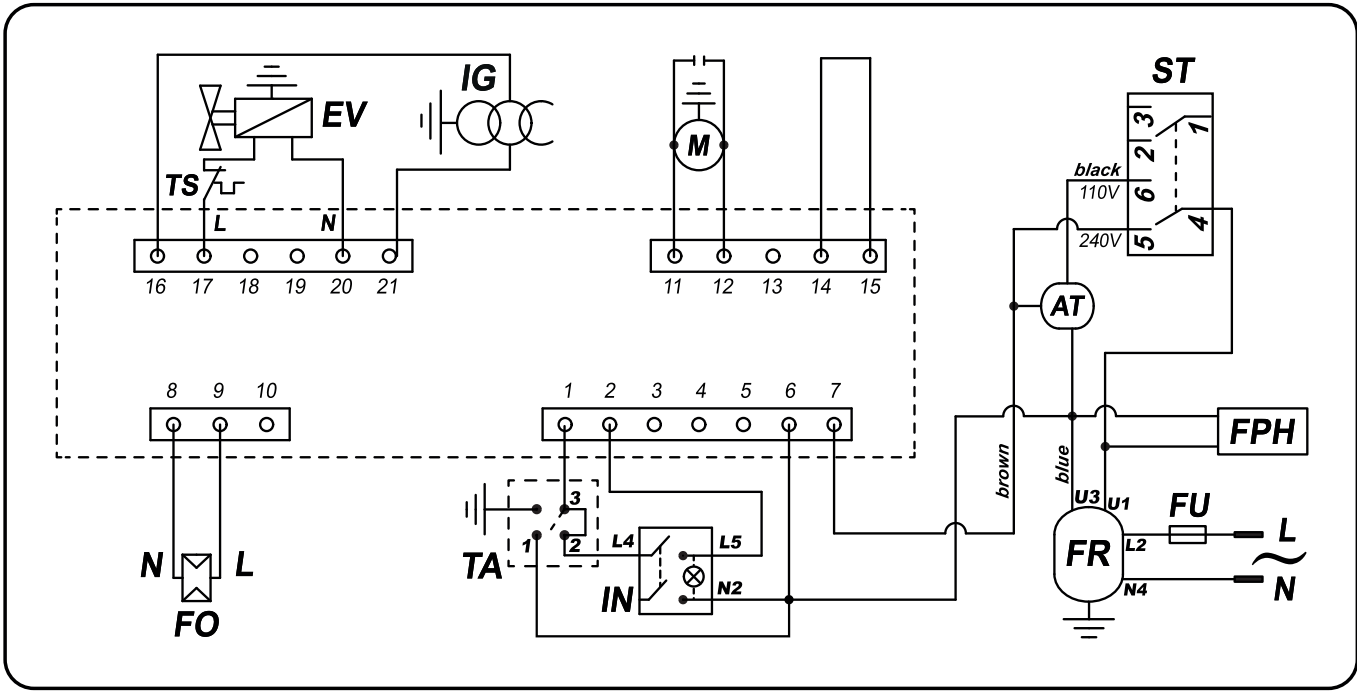 IG
EV
TS
L
N
M
ST
3
1
2
black
110V
6
4
240V
5
16 17 18 19 20 21
11 12 13 14 15
AT
8 9 10
1 2 3 4 5 6 7
FPH
brown
blue
U3
U1
FU
L
L2
FR
N4
N
3
1
2
TA
L4
L5
IN
N2
N
L
FO